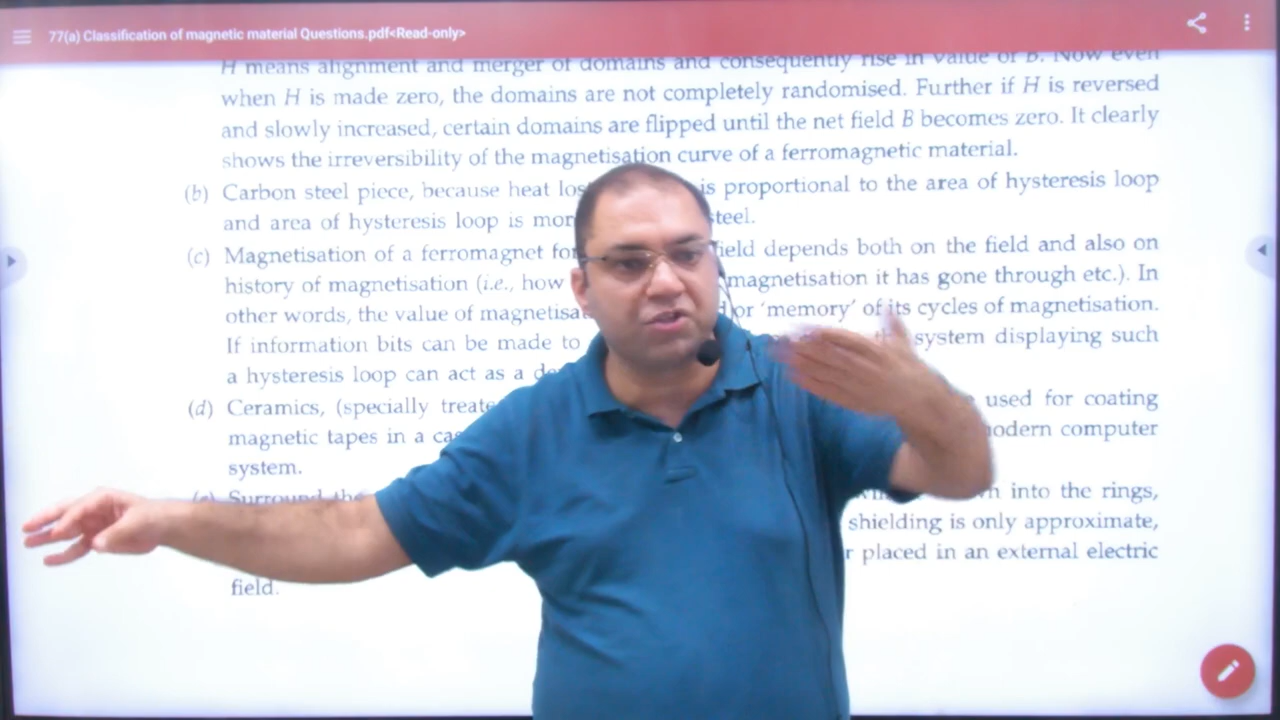 77(a) Classification of magnetic material Questions.pdf<Read-only>
H means alignment and merger of domains and consequently rise in value of B. Now even
when H is made zero, the domains are not completely randomised. Further if H is reversed
and slowly increased, certain domains are flipped until the net field B becomes zero. It clearly
shows the irreversibility of the magnetisation curve of a ferromagnetic material.
(b) Carbon steel piece, because heat is proportional to the area of hysteresis loop
and area of hysteresis loop is steel.
(c) Magnetisation of a ferromagnet field depends both on the field and also on
history of magnetisation (i.e., how magnetisation it has gone through etc.). In
other words, the value of or 'memory' of its cycles of magnetisation.
If information bits can be made to system displaying such
a hysteresis loop can act as a
(d) Ceramics, (specially used for coating
magnetic tapes in a computer
system.
(e) Surround the into the rings,
shielding is only approximate,
placed in an external electric
field.